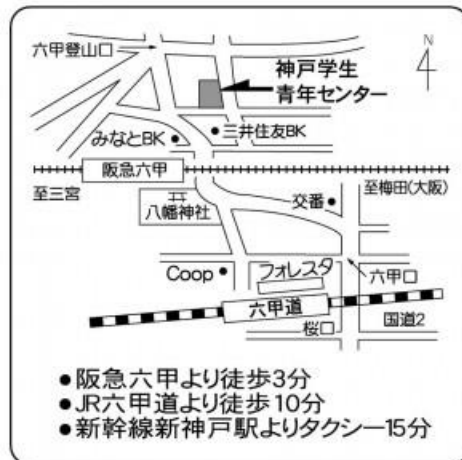 六甲登山口
N
神戸学生
青年センター
みなとBK
三井住友BK
阪急六甲
至三宮
至梅田(大阪)
八幡神社
交番
Coop
フォレスタ
六甲口
六甲道
桜口
国道2
●阪急六甲より徒歩3分
●JR六甲道より徒歩10分
●新幹線新神戸駅よりタクシー15分